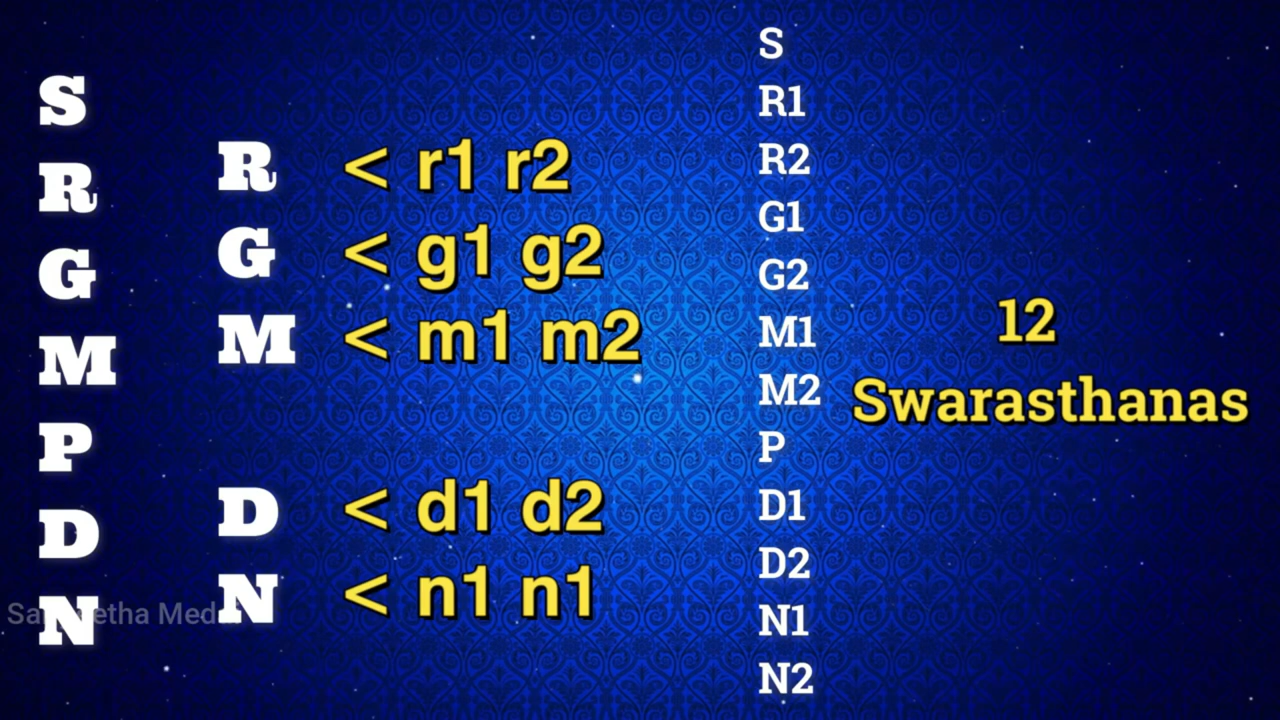 S
R
G
M
P
D
N
R < r1 r2
G < g1 g2
M < m1 m2
D < d1 d2
N < n1 n1
S
R1
R2
G1
G2
M1
M2
P
D1
D2
N1
N2
12
Swarasthanas